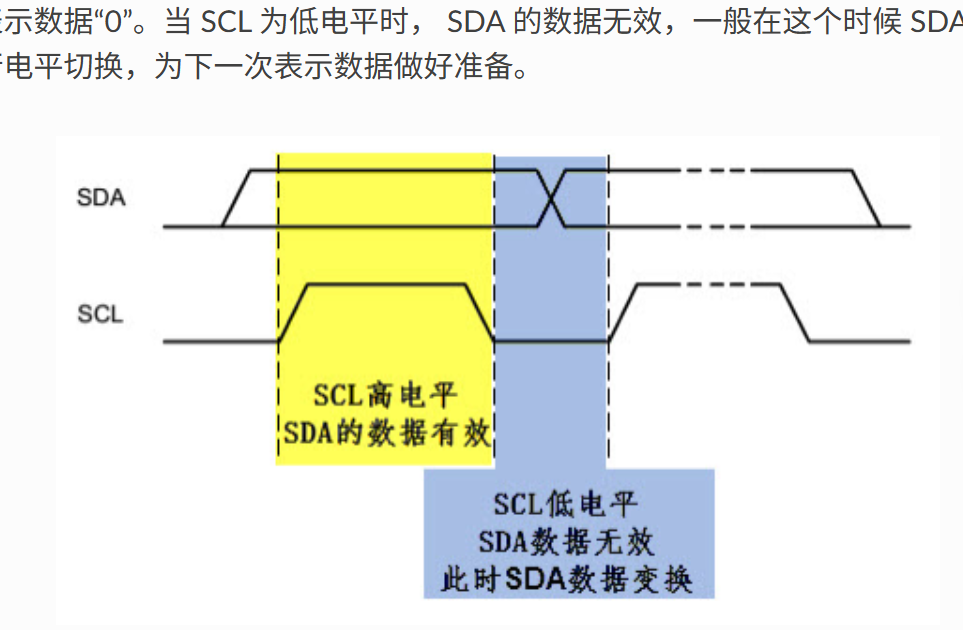 示数据“0”。当 SCL 为低电平时， SDA 的数据无效，一般在这个时候 SDA
电平切换，为下一次表示数据做好准备。
SDA
SCL
SCL高电平
SDA的数据有效
SCL低电平
SDA数据无效
此时SDA数据变换